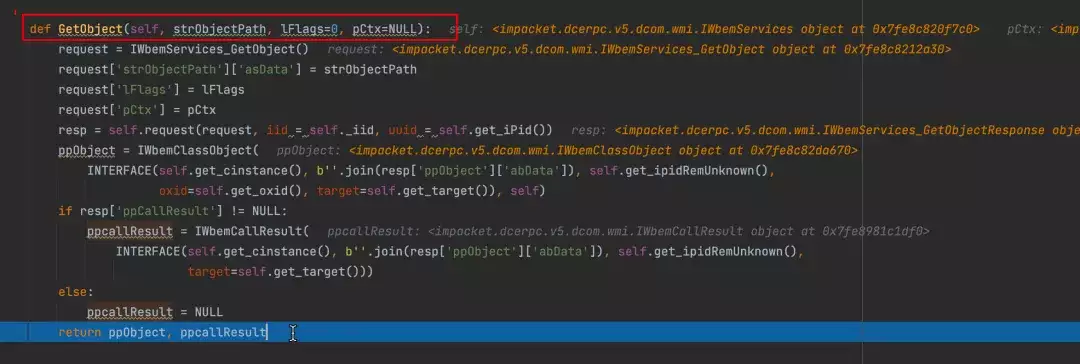 def GetObject(self, strObjectPath, lFlags=0, pCtx=NULL): self: <impacket.dcerpc.v5.dcom.wmi.IWbemServices object at 0x7fe8c820f7c0> pCtx: <imp
request = IWbemServices_GetObject() request: <impacket.dcerpc.v5.dcom.wmi.IWbemServices_GetObject object at 0x7fe8c8212a30>
request['strObjectPath']['asData'] = strObjectPath
request['lFlags'] = lFlags
request['pCtx'] = pCtx
resp = self.request(request, iid = self._iid, uuid = self.get_iPid()) resp: <impacket.dcerpc.v5.dcom.wmi.IWbemServices_GetObjectResponse obje
ppObject = IWbemClassObject( ppObject: <impacket.dcerpc.v5.dcom.wmi.IWbemClassObject object at 0x7fe8c82da670>
INTERFACE(self.get_cinstance(), b''.join(resp['ppObject']['abData']), self.get_ipidRemUnknown(),
oxid=self.get_oxid(), target=self.get_target()), self)
if resp['ppCallResult'] != NULL:
ppcallResult = IWbemCallResult( ppcallResult: <impacket.dcerpc.v5.dcom.wmi.IWbemCallResult object at 0x7fe8981c1df0>
INTERFACE(self.get_cinstance(), b''.join(resp['ppObject']['abData']), self.get_ipidRemUnknown(),
target=self.get_target()))
else:
ppcallResult = NULL
return ppObject, ppcallResult